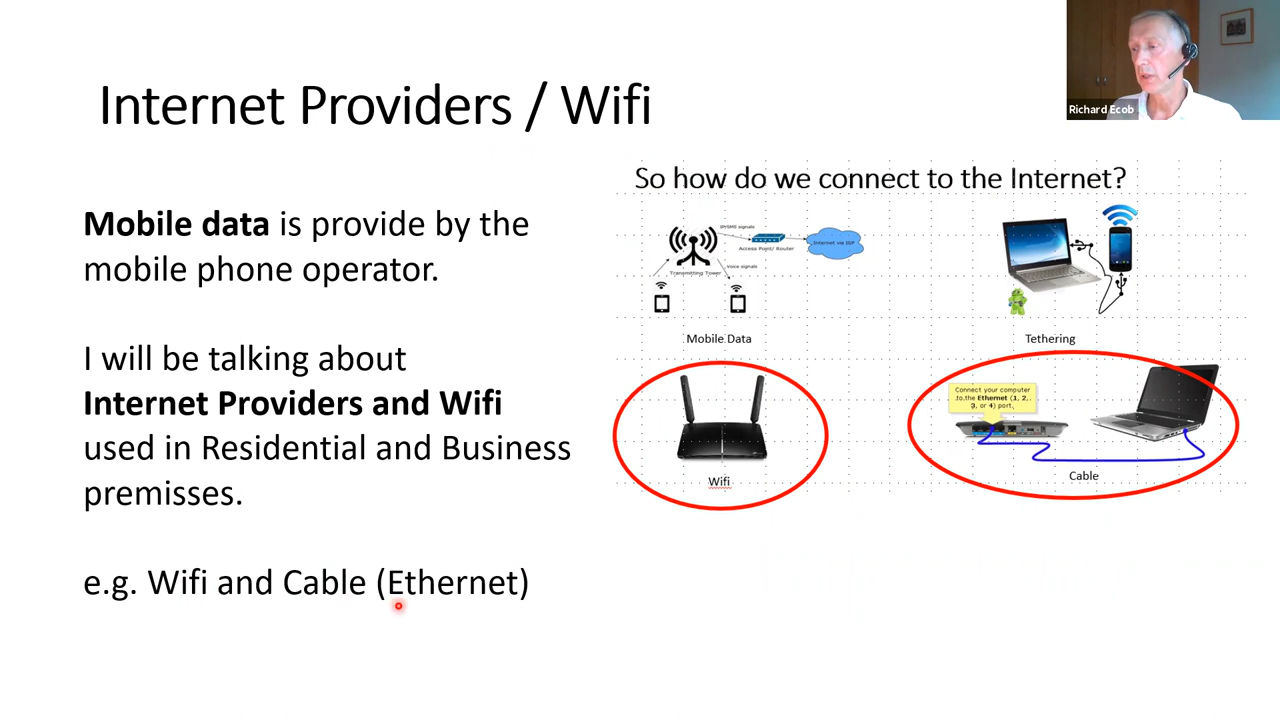 Internet Providers / Wifi
Richard Ecob
Mobile data is provide by the
mobile phone operator.
I will be talking about
Internet Providers and Wifi
used in Residential and Business
premisses.
e.g. Wifi and Cable (Ethernet)
So how do we connect to the Internet?
IP/SMS signals
Access Point/ Router
Internet via ISP
Transmitting Tower
Voice signals
Mobile Data
Tethering
Connect your computer
to the Ethernet (1, 2,
3, or 4) port.
Wifi
Cable